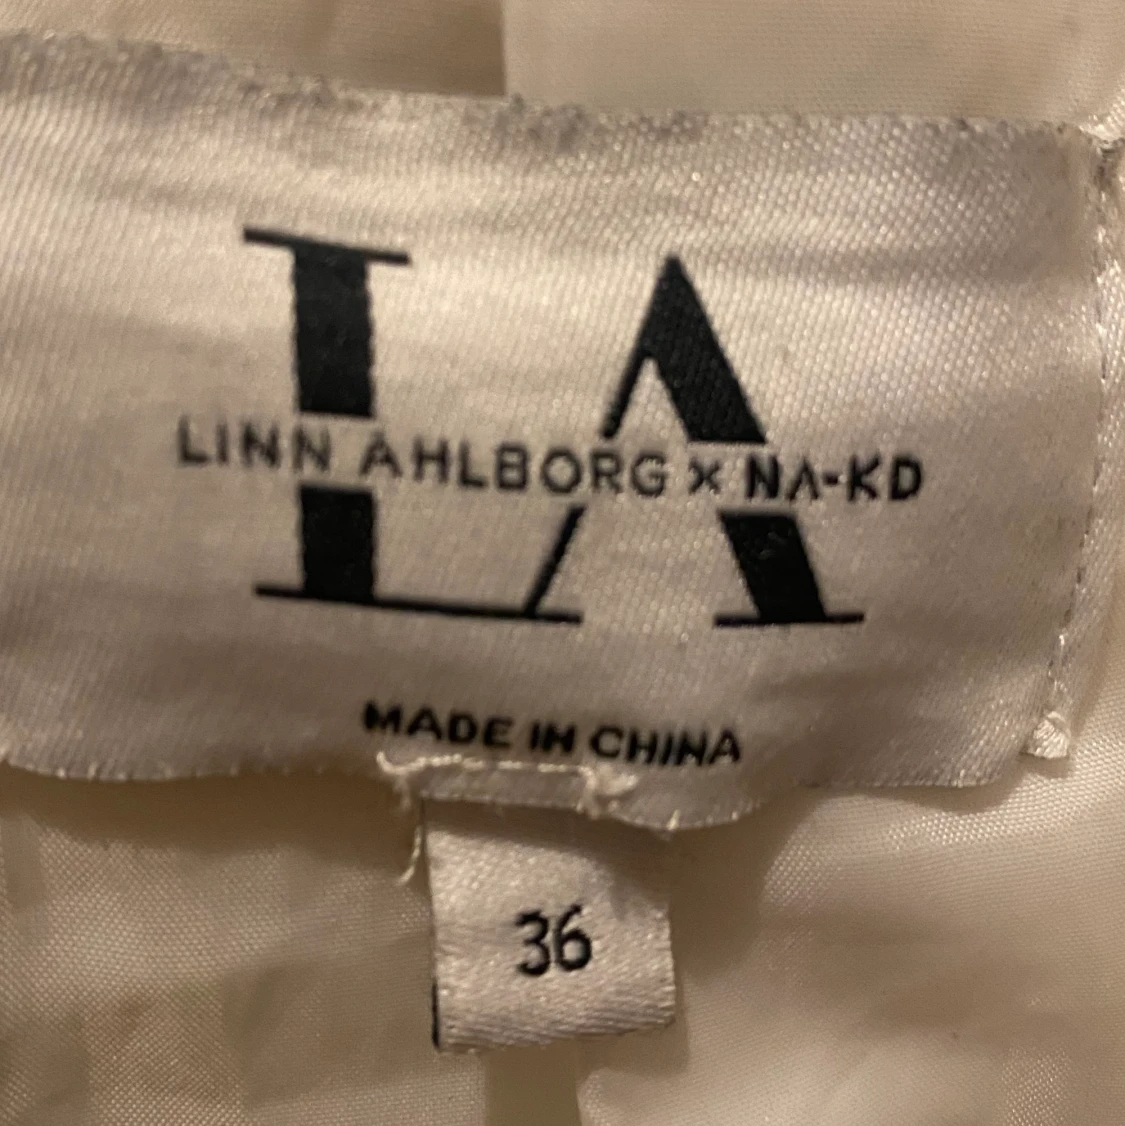 LA
LINN AHLBORG x NA-KD
MADE IN CHINA
36